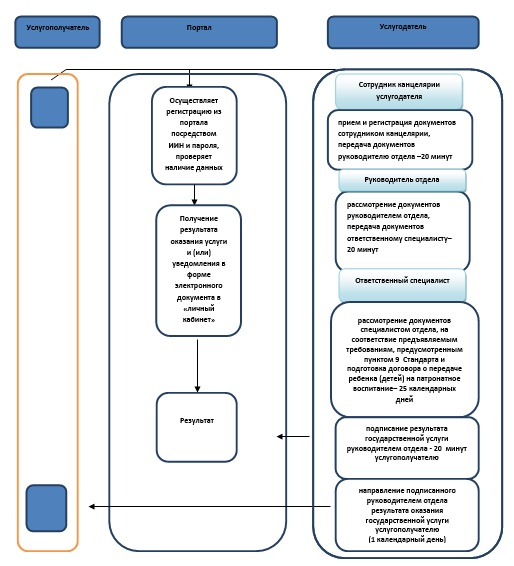 Услугополучатель
Портал
Услугодатель
Осуществляет
регистрацию из
портала
посредством
ИИН и пароля,
проверяет
наличие данных
Получение
результата
оказания услуги
и (или)
уведомления в
форме
электронного
документа в
«личный
кабинет»
Результат
Сотрудник канцелярии
услугодателя
прием и регистрация документов
сотрудником канцелярии,
передача документов
руководителю отдела –20 минут
Руководитель отдела
рассмотрение документов
руководителем отдела,
передача документов
ответственному специалисту–
20 минут
Ответственный специалист
рассмотрение документов
специалистом отдела, на
соответствие предъявляемым
требованиям, предусмотренным
пунктом 9 Стандарта и
подготовка договора о передаче
ребенка (детей) на патронатное
воспитание– 25 календарных
дней
подписание результата
государственной услуги
руководителем отдела - 20 минут
услугополучателю
направление подписанного
руководителем отдела
результата оказания
государственной услуги
услугополучателю
(1 календарный день)